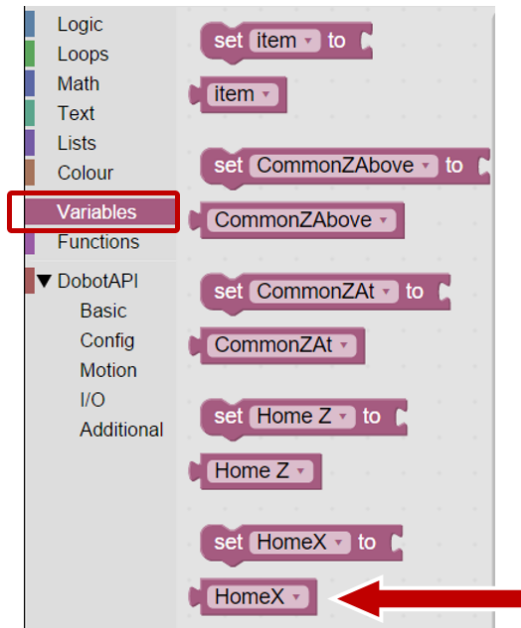 Logic
Loops
Math
Text
Lists
Colour
Variables
Functions
DobotAPI
Basic
Config
Motion
I/O
Additional
set item to
item
set CommonZAbove to
CommonZAbove
set CommonZAt to
CommonZAt
set Home Z to
Home Z
set HomeX to
HomeX